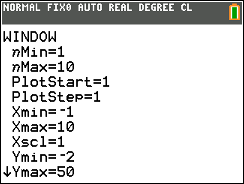 NORMAL FIX0 AUTO REAL DEGREE CL
WINDOW
nMin=1
nMax=10
PlotStart=1
PlotStep=1
Xmin=-1
Xmax=10
Xscl=1
Ymin=-2
↓Ymax=50